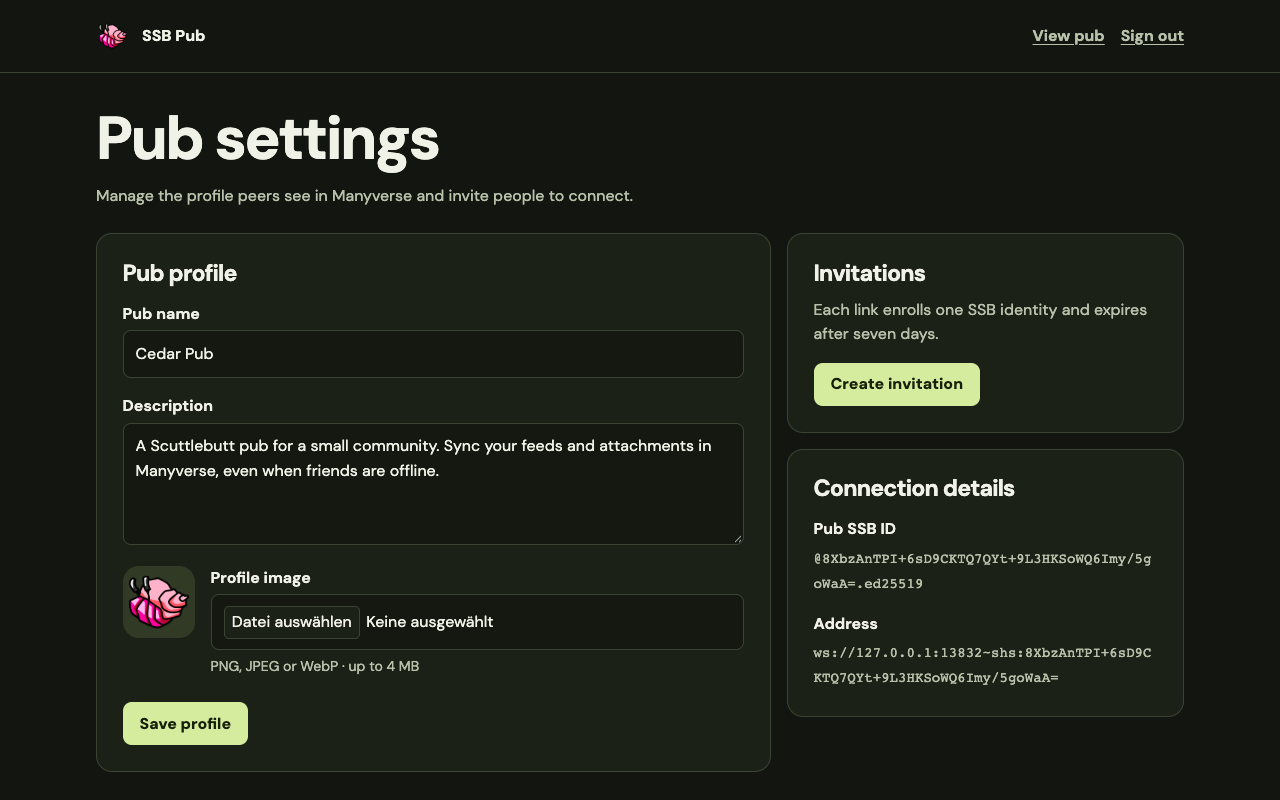 SSB Pub
View pub
Sign out
Pub settings
Manage the profile peers see in Manyverse and invite people to connect.
Pub profile
Pub name
Cedar Pub
Description
A Scuttlebutt pub for a small community. Sync your feeds and attachments in
Manyverse, even when friends are offline.
Profile image
Datei auswählen Keine ausgewählt
PNG, JPEG or WebP · up to 4 MB
Save profile
Invitations
Each link enrolls one SSB identity and expires
after seven days.
Create invitation
Connection details
Pub SSB ID
@8XbzAnTPI+6sD9CKTQ7QYt+9L3HKSoWQ6Imy/5g
oWaA=.ed25519
Address
ws://127.0.0.1:13832~shs:8XbzAnTPI+6sD9C
KTQ7QYt+9L3HKSoWQ6Imy/5goWaA=